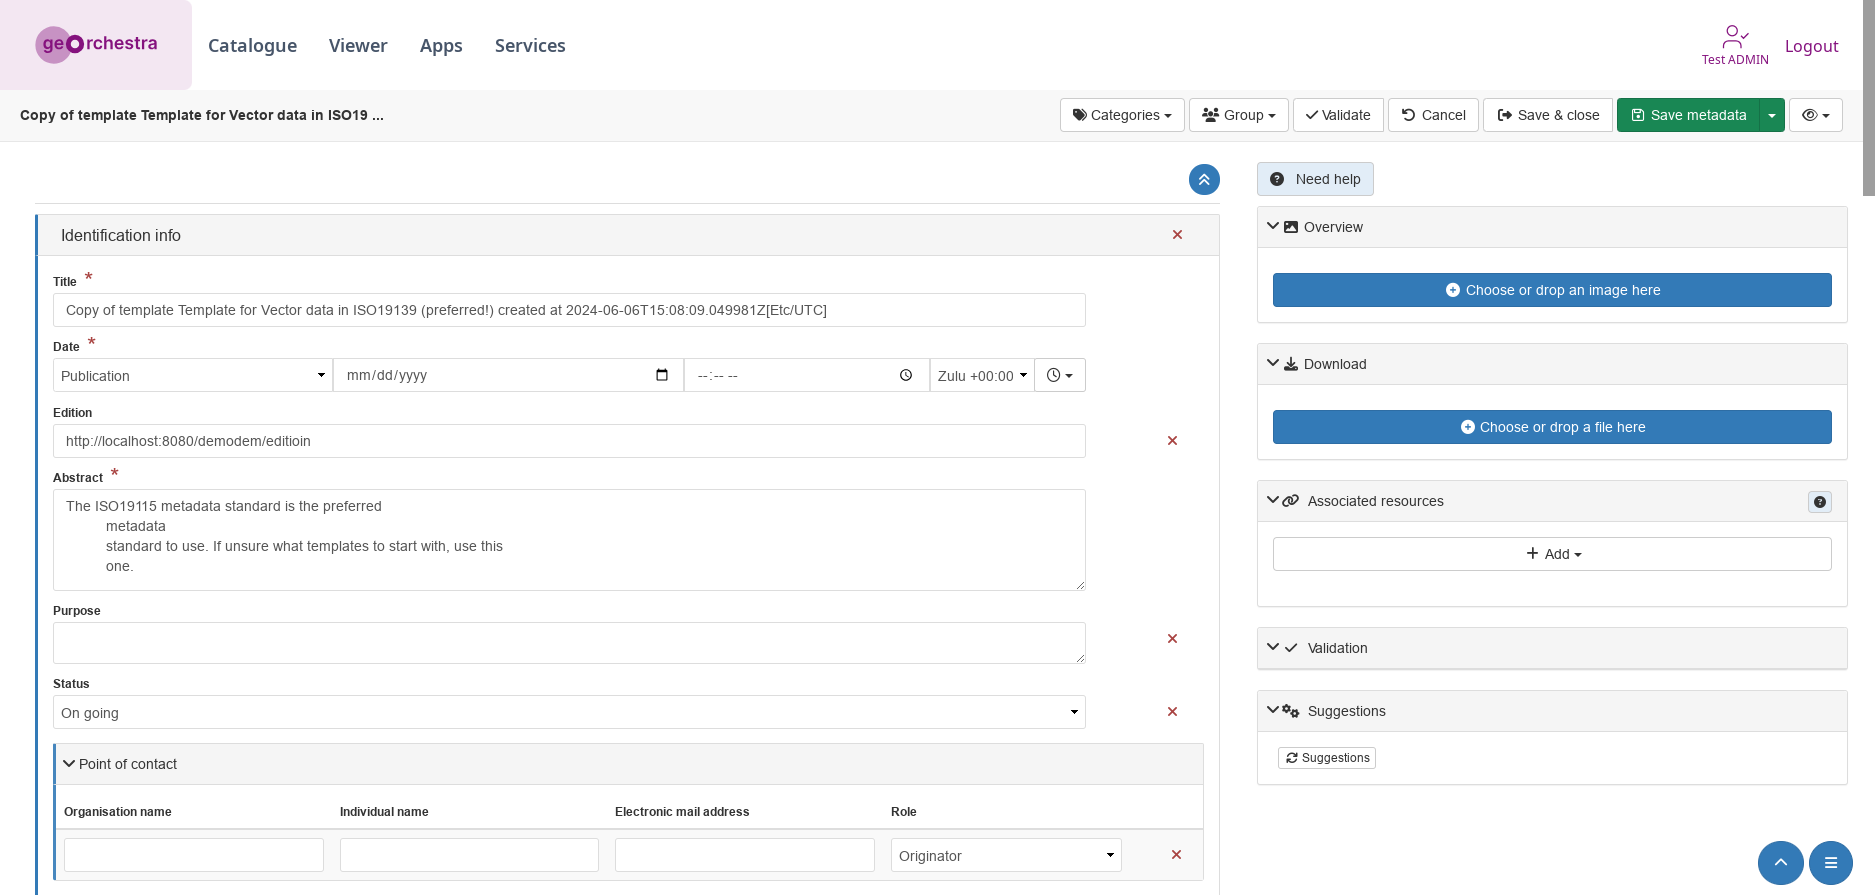 georchestra
Catalogue Viewer Apps Services
Test ADMIN
Logout
Copy of template Template for Vector data in ISO19 ...
Categories Group Validate Cancel Save & close Save metadata
Need help
Identification info
Title *
Copy of template Template for Vector data in ISO19139 (preferred!) created at 2024-06-06T15:08:09.049981Z[Etc/UTC]
Date *
Publication mm/dd/yyyy --:-- -- Zulu +00:00
Edition
http://localhost:8080/demodem/editioin
Abstract *
The ISO19115 metadata standard is the preferred
metadata
standard to use. If unsure what templates to start with, use this
one.
Purpose
Status
On going
Point of contact
Organisation name Individual name Electronic mail address Role
Originator
Overview
Choose or drop an image here
Download
Choose or drop a file here
Associated resources
Add
Validation
Suggestions
Suggestions